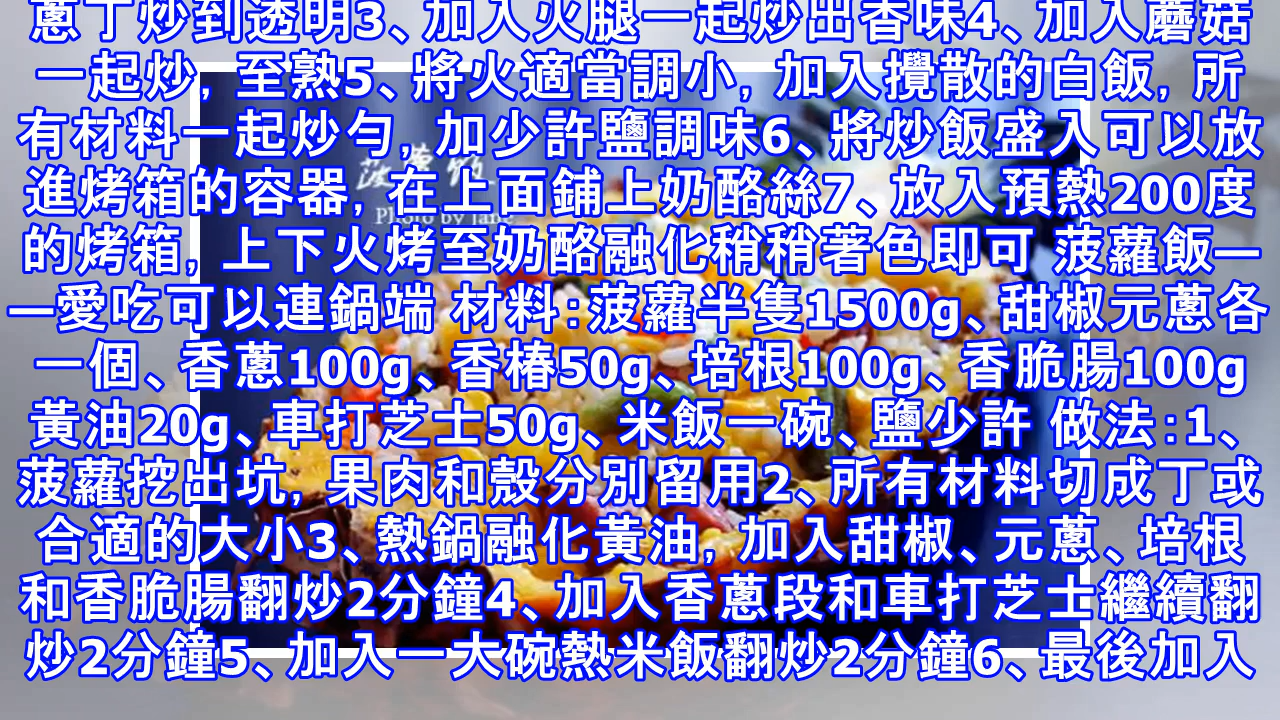 蔥丁炒到透明3、加入火腿一起炒出香味4、加入蘑菇
一起炒，至熟5、將火適當調小，加入攪散的白飯，所
有材料一起炒勻，加少許鹽調味6、將炒飯盛入可以放
進烤箱的容器，在上面鋪上奶酪絲7、放入預熱200度
的烤箱，上下火烤至奶酪融化稍稍著色即可 菠蘿飯—
—愛吃可以連鍋端 材料：菠蘿半隻1500g、甜椒元蔥各
一個、香蔥100g、香椿50g、培根100g、香脆腸100g
黃油20g、車打芝士50g、米飯一碗、鹽少許 做法：1、
菠蘿挖出坑，果肉和殼分別留用2、所有材料切成丁或
合適的大小3、熱鍋融化黃油，加入甜椒、元蔥、培根
和香脆腸翻炒2分鐘4、加入香蔥段和車打芝士繼續翻
炒2分鐘5、加入一大碗熱米飯翻炒2分鐘6、最後加入
菠蘿飯
Photo by Jane